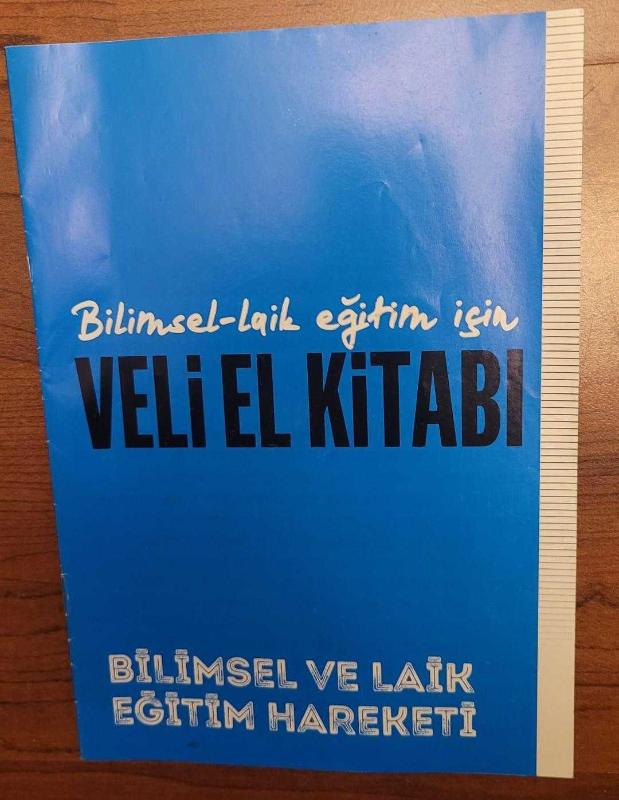 Bilimsel-laik eğitim için
VELİ EL KİTABI
BİLİMSEL VE LAİK
EĞİTİM HAREKETİ